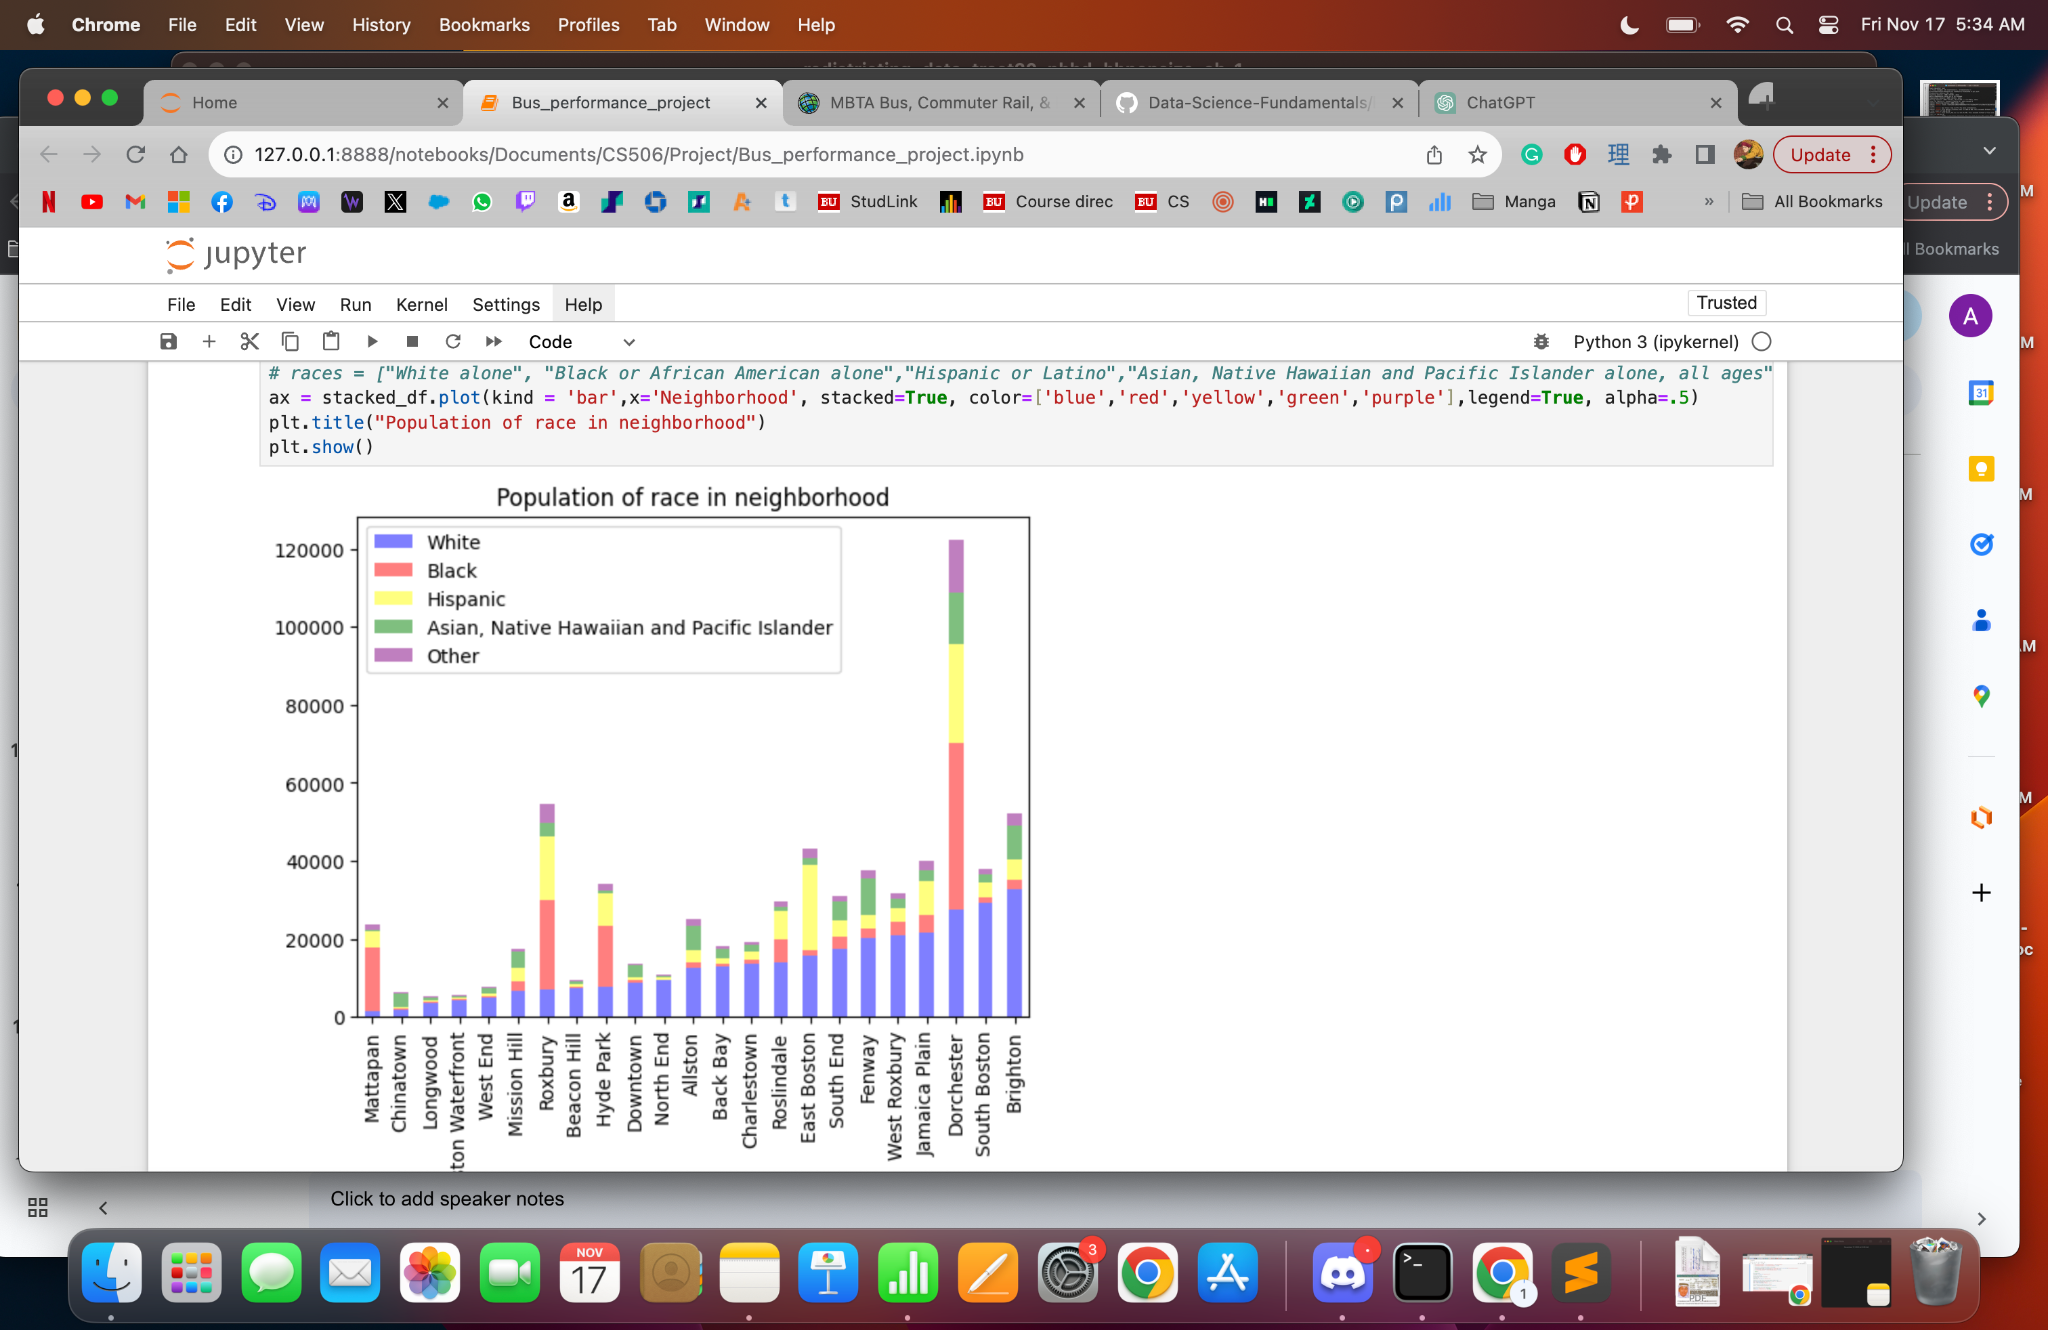 Chrome File Edit View History Bookmarks Profiles Tab Window Help Fri Nov 17 5:34 AM
Home Bus_performance_project MBTA Bus, Commuter Rail, & Data-Science-Fundamentals/ ChatGPT
127.0.0.1:8888/notebooks/Documents/CS506/Project/Bus_performance_project.ipynb Update
StudLink Course direc CS Manga » All Bookmarks
Update
Bookmarks
jupyter
File Edit View Run Kernel Settings Help Trusted
Code Python 3 (ipykernel)
# races = ["White alone", "Black or African American alone","Hispanic or Latino","Asian, Native Hawaiian and Pacific Islander alone, all ages"
ax = stacked_df.plot(kind = 'bar',x='Neighborhood', stacked=True, color=['blue','red','yellow','green','purple'],legend=True, alpha=.5)
plt.title("Population of race in neighborhood")
plt.show()
Population of race in neighborhood
White
Black
Hispanic
Asian, Native Hawaiian and Pacific Islander
Other
120000
100000
80000
60000
40000
20000
0
Mattapan
Chinatown
Longwood
ton Waterfront
West End
Mission Hill
Roxbury
Beacon Hill
Hyde Park
Downtown
North End
Allston
Back Bay
Charlestown
Roslindale
East Boston
South End
Fenway
West Roxbury
Jamaica Plain
Dorchester
South Boston
Brighton
A
31
Click to add speaker notes
NOV
17
3
1
PDF